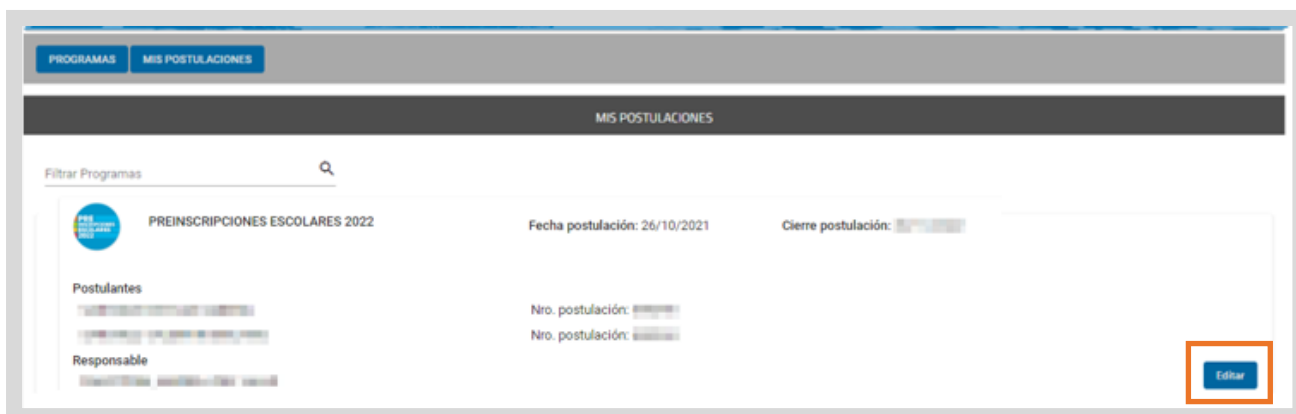 PROGRAMAS MIS POSTULACIONES
MIS POSTULACIONES
Filtrar Programas
PREINSCRIPCIONES ESCOLARES 2022 Fecha postulación: 26/10/2021 Cierre postulación:
Postulantes
Nro. postulación:
Nro. postulación:
Responsable
Editar